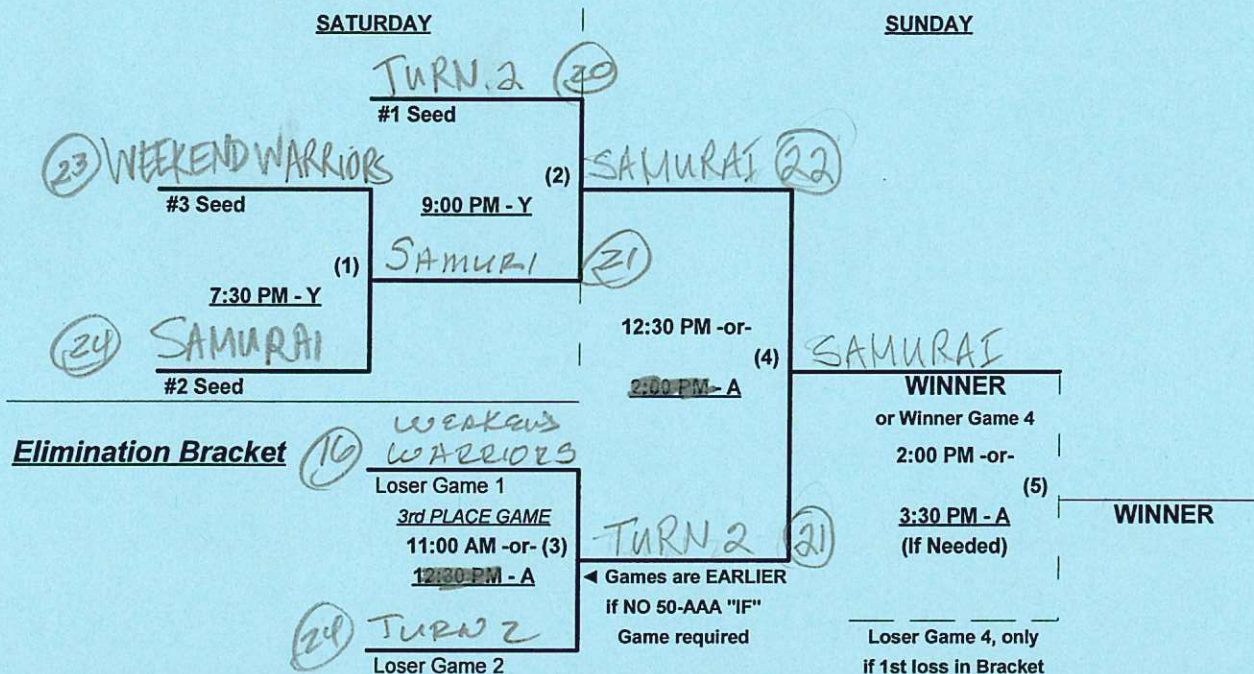 SATURDAY
SUNDAY
TURN.2 20
#1 Seed
23 WEEKEND WARRIORS
#3 Seed
(2)
SAMURAI 22
9:00 PM - Y
(1)
SAMURI 21
7:30 PM - Y
24 SAMURAI
#2 Seed
12:30 PM -or-
(4)
2:00 PM - A
SAMURAI
WINNER
or Winner Game 4
2:00 PM -or-
(5)
3:30 PM - A
(If Needed)
WINNER
Elimination Bracket
16 WEAKEND
WARRIORS
Loser Game 1
3rd PLACE GAME
11:00 AM -or- (3)
12:30 PM - A
TURN 2 21
◄ Games are EARLIER
if NO 50-AAA "IF"
Game required
24 TURN 2
Loser Game 2
Loser Game 4, only
if 1st loss in Bracket